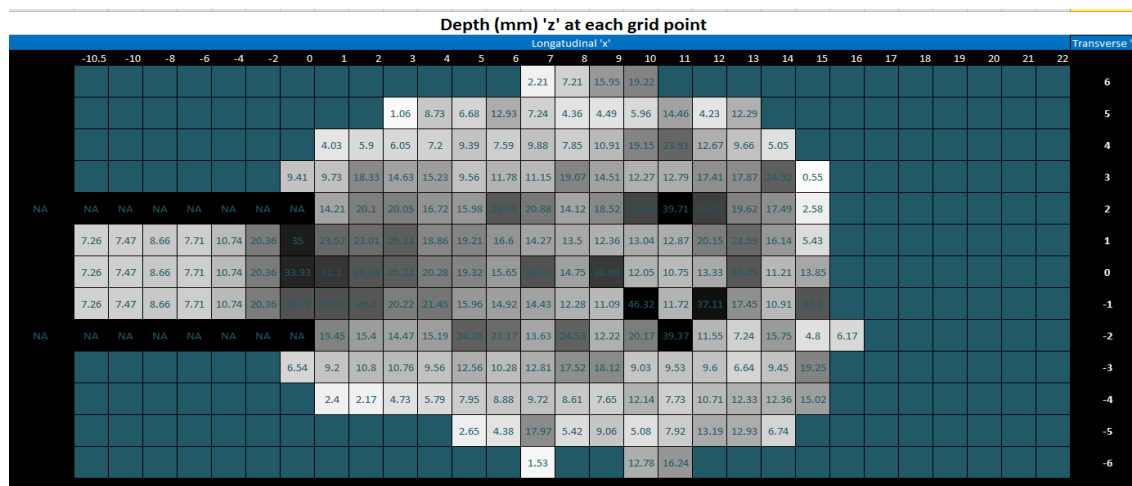 Depth (mm) 'z' at each grid point
Longatudinal 'x' Transverse '
-10.5 -10 -8 -6 -4 -2 0 1 2 3 4 5 6 7 8 9 10 11 12 13 14 15 16 17 18 19 20 21 22
2.21 7.21 15.95 19.22 6
1.06 8.73 6.68 12.93 7.24 4.36 4.49 5.96 14.46 4.23 12.29 5
4.03 5.9 6.05 7.2 9.39 7.59 9.88 7.85 10.91 19.15 23.91 12.67 9.66 5.05 4
9.41 9.73 18.33 14.63 15.23 9.56 11.78 11.15 19.07 14.51 12.27 12.79 17.41 17.87 24.92 0.55 3
NA NA NA NA NA NA NA NA 14.21 20.1 20.05 16.72 15.98 20.88 14.12 18.52 39.71 19.62 17.49 2.58 2
7.26 7.47 8.66 7.71 10.74 20.36 35 23.52 23.01 25.12 18.86 19.21 16.6 14.27 13.5 12.36 13.04 12.87 20.15 23.59 16.14 5.43 1
7.26 7.47 8.66 7.71 10.74 20.36 33.93 31.1 25.22 20.28 19.32 15.65 14.75 12.05 10.75 13.33 11.21 13.85 0
7.26 7.47 8.66 7.71 10.74 20.36 20.22 21.45 15.96 14.92 14.43 12.28 11.09 46.32 11.72 37.11 17.45 10.91 -1
NA NA NA NA NA NA NA NA 19.45 15.4 14.47 15.19 24.78 23.17 13.63 24.53 12.22 20.17 39.37 11.55 7.24 15.75 4.8 6.17 -2
6.54 9.2 10.8 10.76 9.56 12.56 10.28 12.81 17.52 18.12 9.03 9.53 9.6 6.64 9.45 19.25 -3
2.4 2.17 4.73 5.79 7.95 8.88 9.72 8.61 7.65 12.14 7.73 10.71 12.33 12.36 15.02 -4
2.65 4.38 17.97 5.42 9.06 5.08 7.92 13.19 12.93 6.74 -5
1.53 12.78 16.24 -6